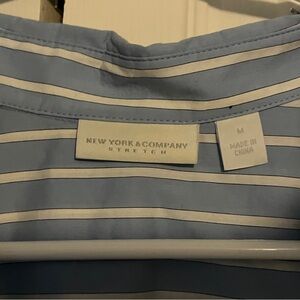 NEW YORK & COMPANY
STRETCH
M
MADE IN
CHINA